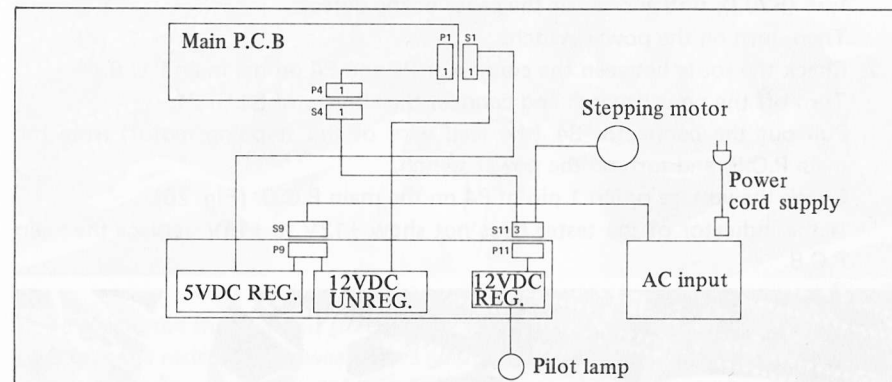 Main P.C.B
P1 S1
1 1
P4 1
S4 1
Stepping motor
Power
cord supply
S9
P9
S11 3
P11
5VDC REG.
12VDC
UNREG.
12VDC
REG.
AC input
Pilot lamp